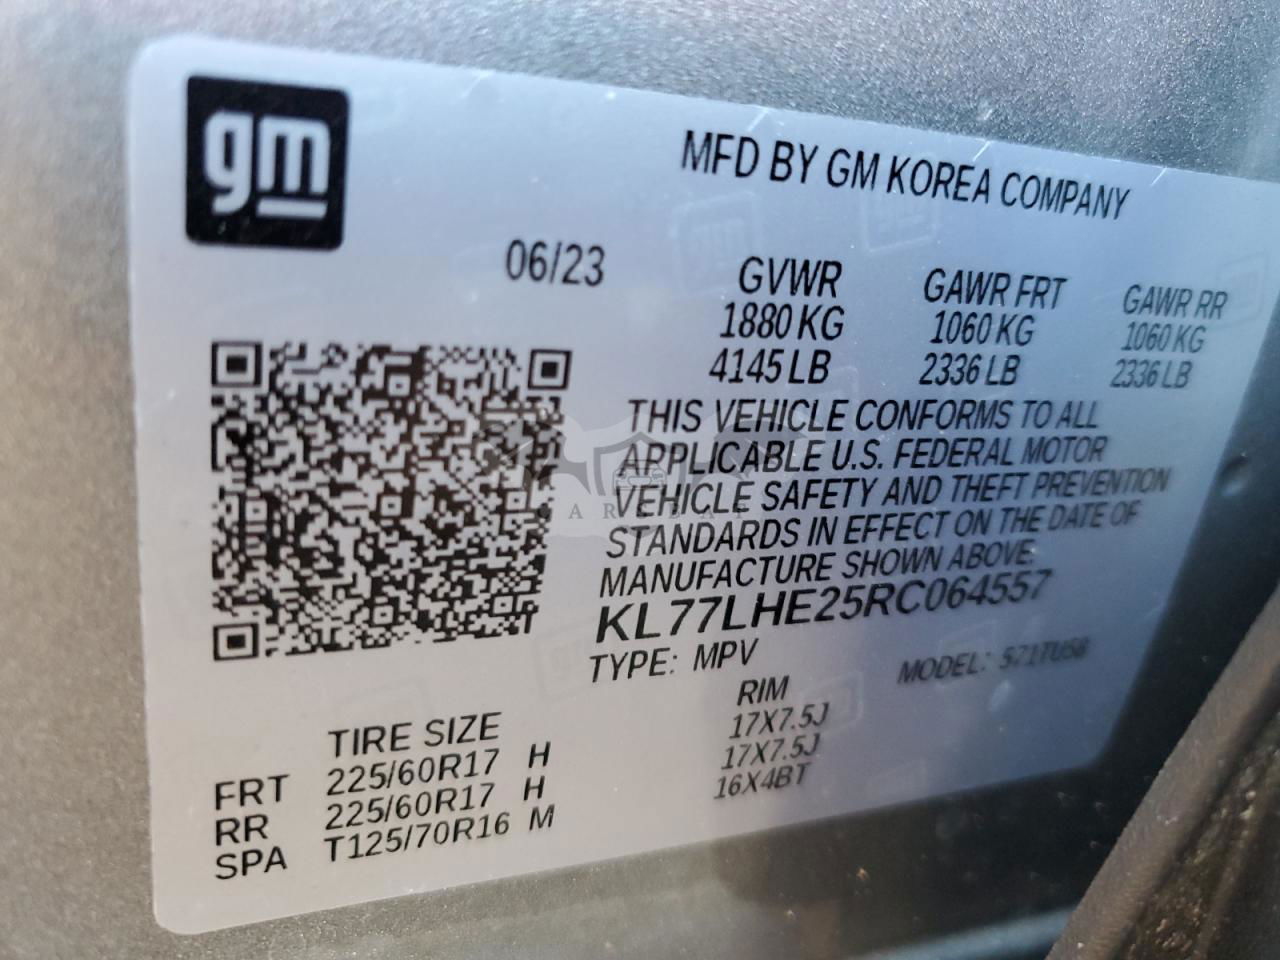 gm
MFD BY GM KOREA COMPANY
06/23
GVWR GAWR FRT GAWR RR
1880 KG 1060 KG 1060 KG
4145 LB 2336 LB 2336 LB
THIS VEHICLE CONFORMS TO ALL
APPLICABLE U.S. FEDERAL MOTOR
VEHICLE SAFETY AND THEFT PREVENTION
STANDARDS IN EFFECT ON THE DATE OF
MANUFACTURE SHOWN ABOVE.
KL77LHE25RC064557
TYPE: MPV MODEL:
TIRE SIZE RIM
FRT 225/60R17 H 17X7.5J
RR 225/60R17 H 17X7.5J
SPA T125/70R16 M 16X4BT